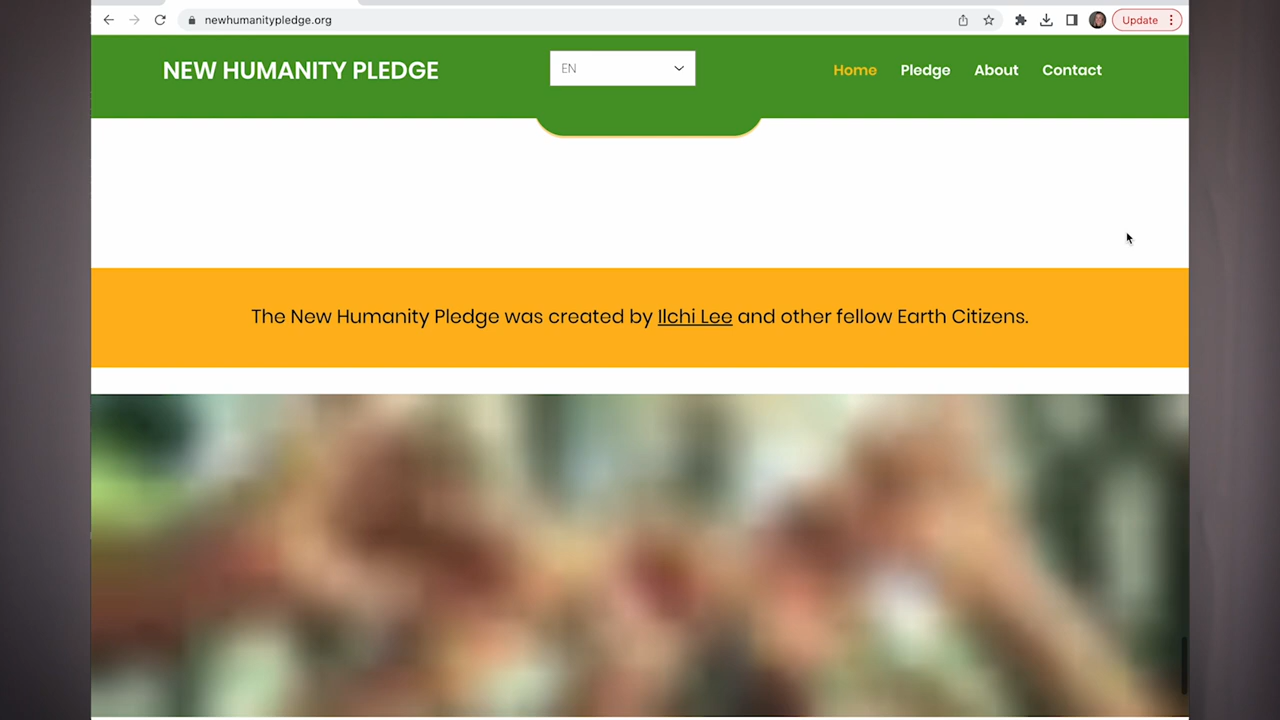 newhumanitypledge.org
Update
NEW HUMANITY PLEDGE
EN
Home Pledge About Contact
The New Humanity Pledge was created by Ilchi Lee and other fellow Earth Citizens.